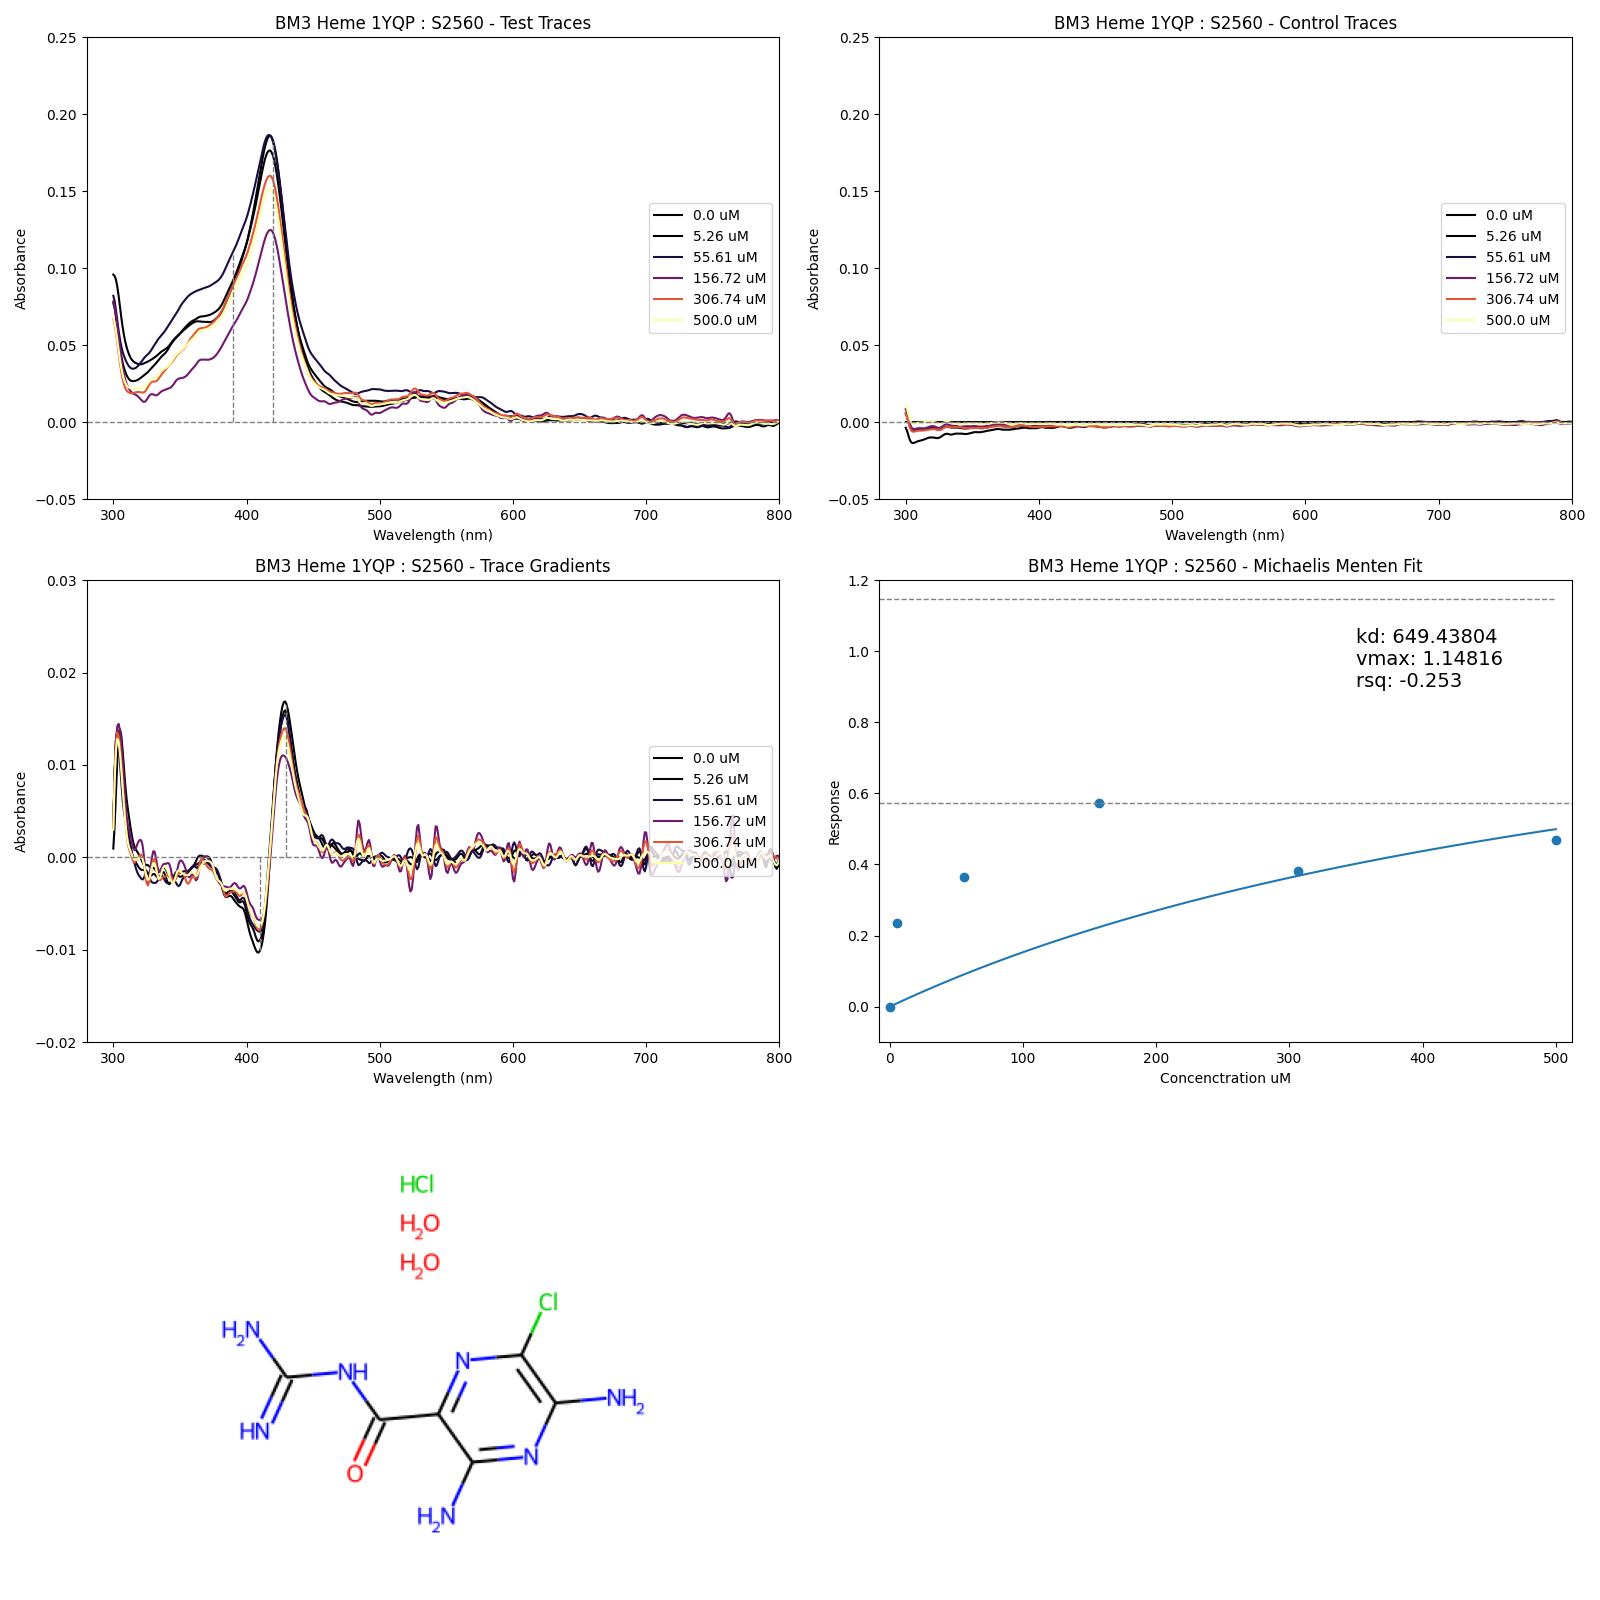 BM3 Heme 1YQP : S2560 - Test Traces
0.25
0.20
0.15
0.10
0.05
0.00
−0.05
Absorbance
300
400
500
600
700
800
Wavelength (nm)
0.0 uM
5.26 uM
55.61 uM
156.72 uM
306.74 uM
500.0 uM
BM3 Heme 1YQP : S2560 - Control Traces
0.25
0.20
0.15
0.10
0.05
0.00
−0.05
Absorbance
300
400
500
600
700
800
Wavelength (nm)
0.0 uM
5.26 uM
55.61 uM
156.72 uM
306.74 uM
500.0 uM
BM3 Heme 1YQP : S2560 - Trace Gradients
0.03
0.02
0.01
0.00
−0.01
−0.02
Absorbance
300
400
500
600
700
800
Wavelength (nm)
0.0 uM
5.26 uM
55.61 uM
156.72 uM
306.74 uM
500.0 uM
BM3 Heme 1YQP : S2560 - Michaelis Menten Fit
1.2
1.0
0.8
0.6
0.4
0.2
0.0
Response
0
100
200
300
400
500
Concenctration uM
kd: 649.43804
vmax: 1.14816
rsq: -0.253
HCl
H2O
H2O
Cl
H2N
NH
N
NH2
HN
N
O
H2N